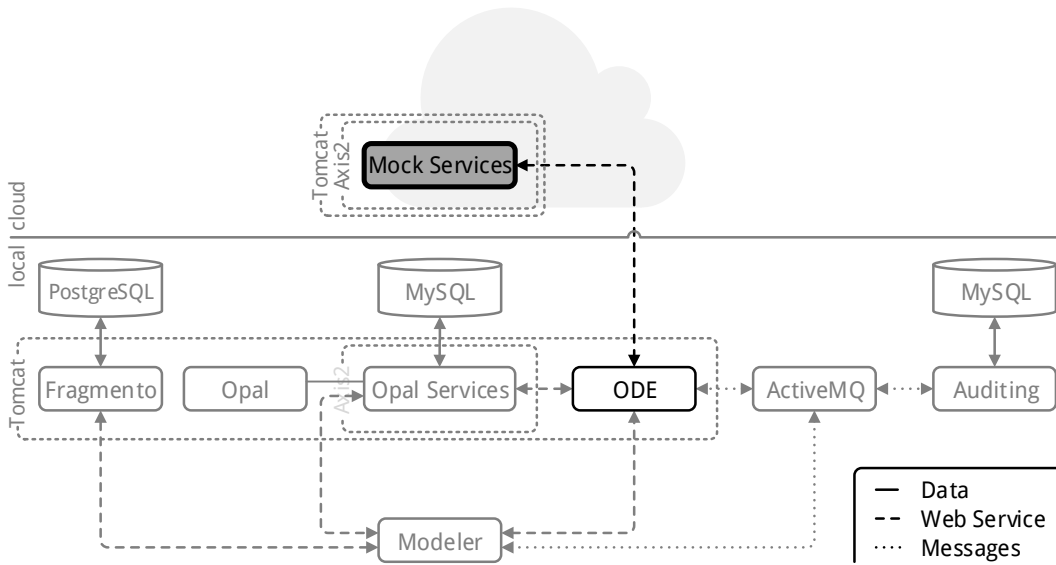 Tomcat
Axis2
Mock Services
cloud
local
PostgreSQL
MySQL
MySQL
Tomcat
Axis2
Fragmento
Opal
Opal Services
ODE
ActiveMQ
Auditing
Modeler
Data
Web Service
Messages